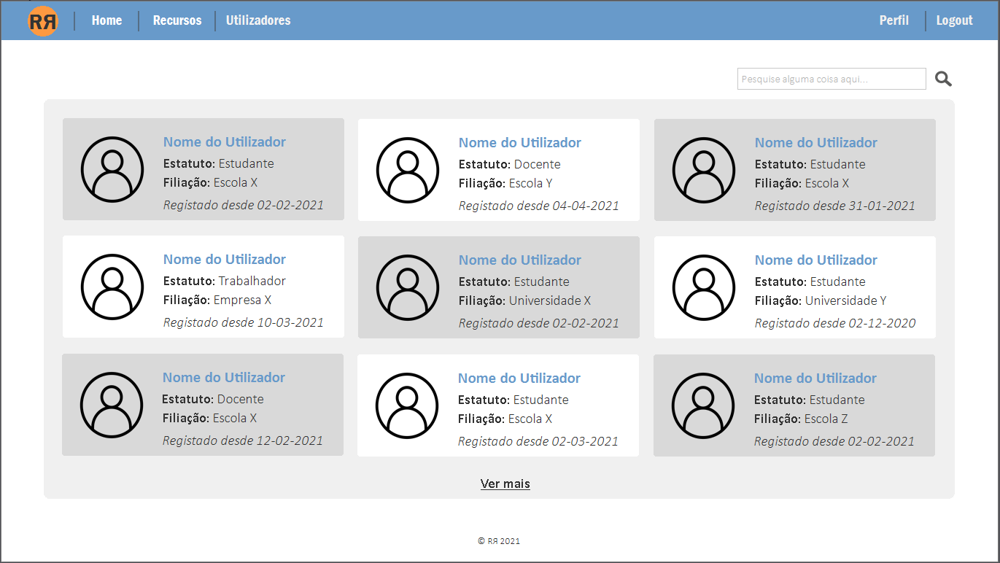 RЯ Home Recursos Utilizadores Perfil Logout
Pesquise alguma coisa aqui...
Nome do Utilizador
Estatuto: Estudante
Filiação: Escola X
Registado desde 02-02-2021
Nome do Utilizador
Estatuto: Docente
Filiação: Escola Y
Registado desde 04-04-2021
Nome do Utilizador
Estatuto: Estudante
Filiação: Escola X
Registado desde 31-01-2021
Nome do Utilizador
Estatuto: Trabalhador
Filiação: Empresa X
Registado desde 10-03-2021
Nome do Utilizador
Estatuto: Estudante
Filiação: Universidade X
Registado desde 02-02-2021
Nome do Utilizador
Estatuto: Estudante
Filiação: Universidade Y
Registado desde 02-12-2020
Nome do Utilizador
Estatuto: Docente
Filiação: Escola X
Registado desde 12-02-2021
Nome do Utilizador
Estatuto: Estudante
Filiação: Escola X
Registado desde 02-03-2021
Nome do Utilizador
Estatuto: Estudante
Filiação: Escola Z
Registado desde 02-02-2021
Ver mais
© RЯ 2021